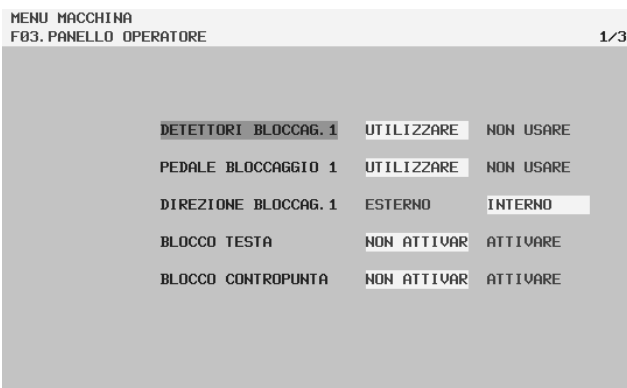 MENU MACCHINA
F03.PANELLO OPERATORE 1/3
DETETTORI BLOCCAG.1 UTILIZZARE NON USARE
PEDALE BLOCCAGGIO 1 UTILIZZARE NON USARE
DIREZIONE BLOCCAG.1 ESTERNO INTERNO
BLOCCO TESTA NON ATTIVAR ATTIVARE
BLOCCO CONTROPUNTA NON ATTIVAR ATTIVARE